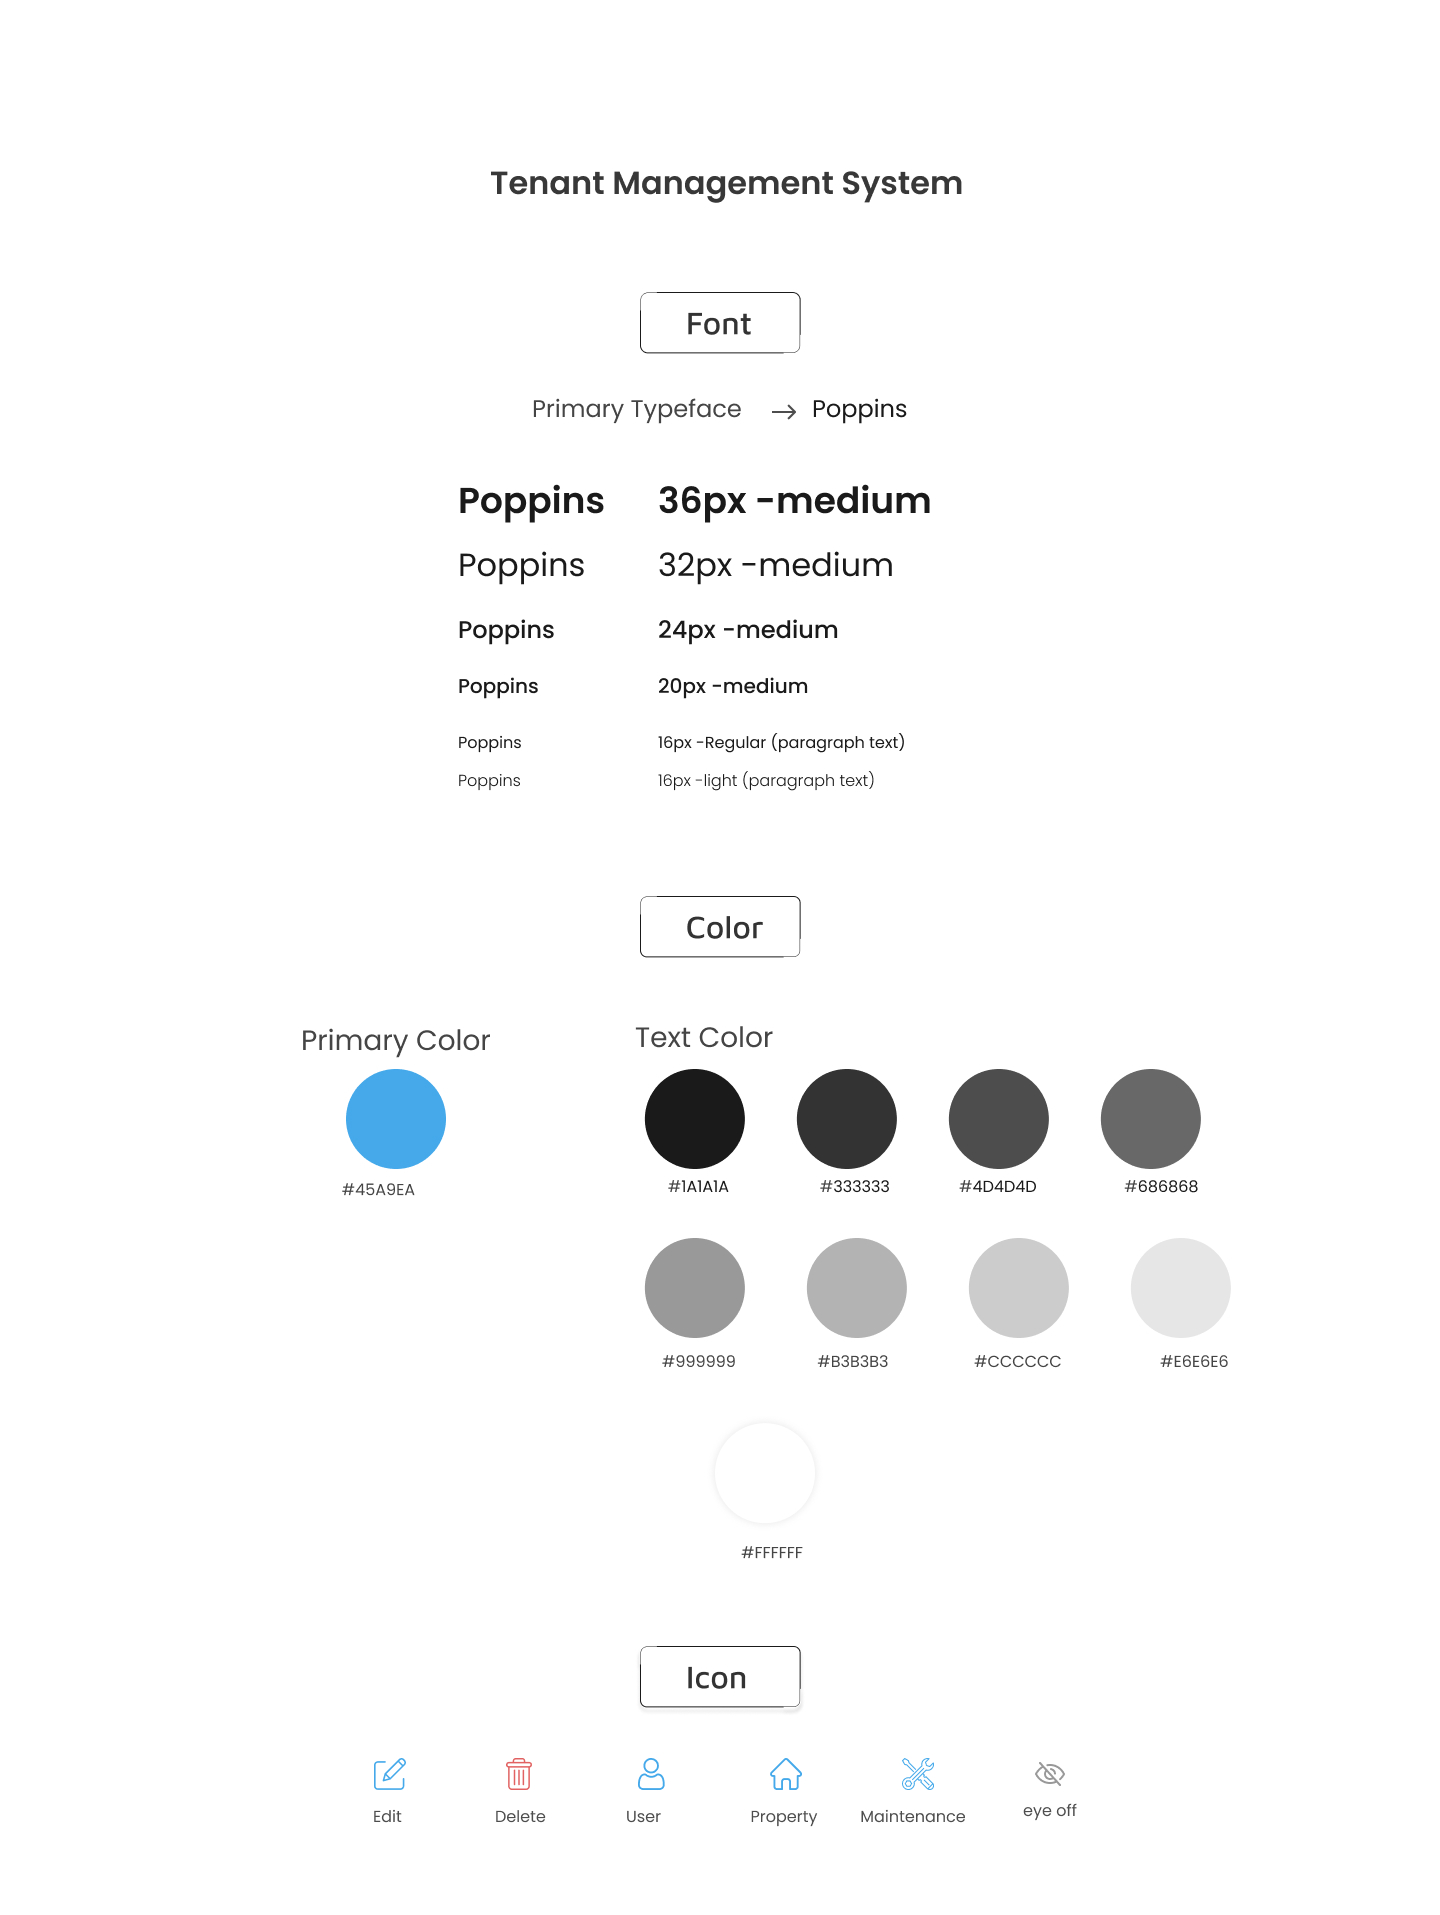 Tenant Management System
Font
Primary Typeface → Poppins
Poppins 36px -medium
Poppins 32px -medium
Poppins 24px -medium
Poppins 20px -medium
Poppins 16px -Regular (paragraph text)
Poppins 16px -light (paragraph text)
Color
Primary Color
#45A9EA
Text Color
#1A1A1A #333333 #4D4D4D #686868
#999999 #B3B3B3 #CCCCCC #E6E6E6
#FFFFFF
Icon
Edit Delete User Property Maintenance eye off